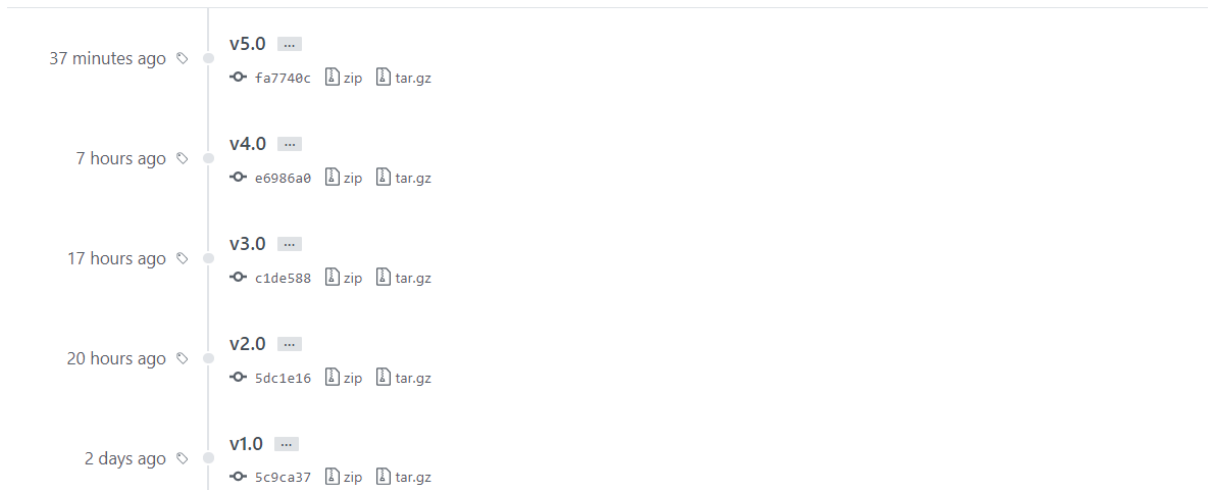 v5.0 ...
37 minutes ago
fa7740c zip tar.gz
v4.0 ...
7 hours ago
e6986a0 zip tar.gz
v3.0 ...
17 hours ago
c1de588 zip tar.gz
v2.0 ...
20 hours ago
5dc1e16 zip tar.gz
v1.0 ...
2 days ago
5c9ca37 zip tar.gz